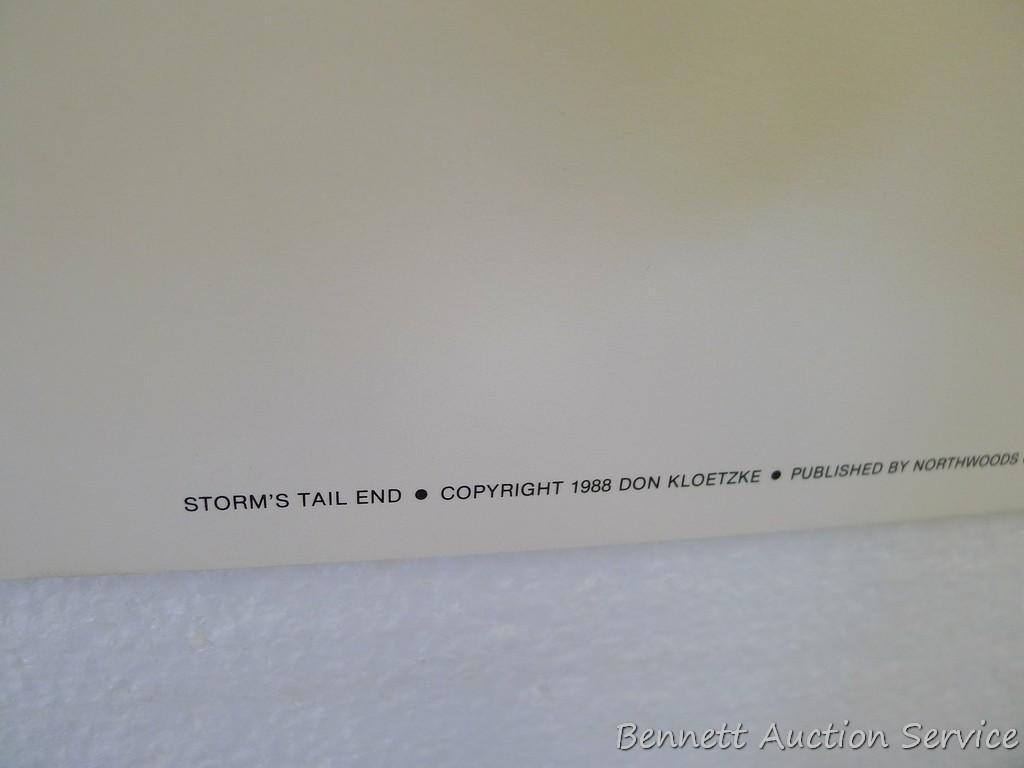 STORM'S TAIL END ● COPYRIGHT 1988 DON KLOETZKE ● PUBLISHED BY NORTHWOODS
Bennett Auction Service